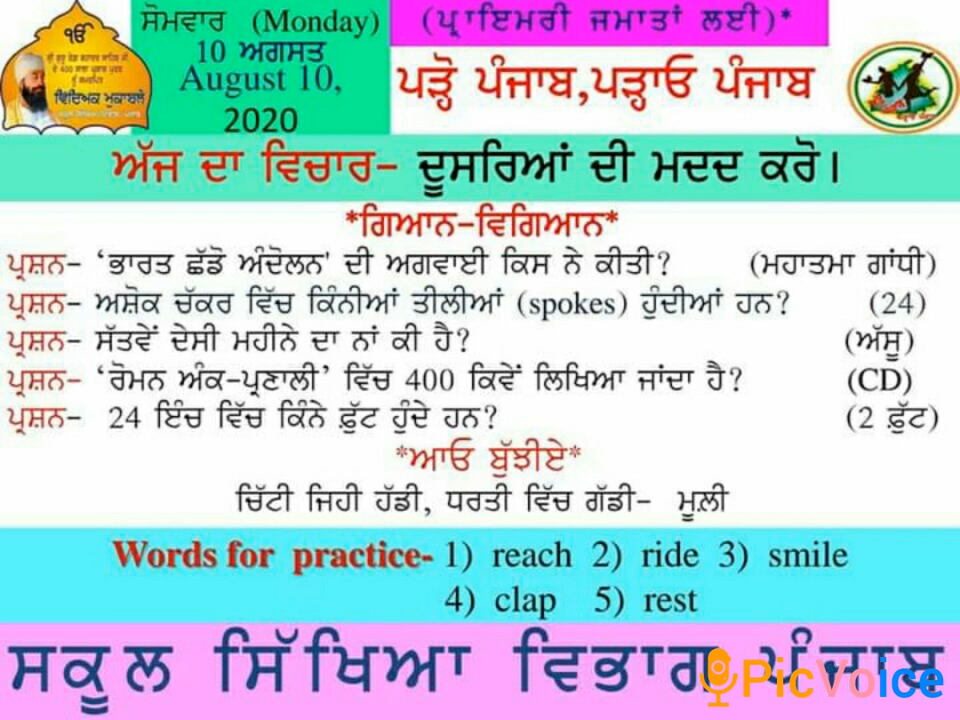 ਸੋਮਵਾਰ (Monday)
10 ਅਗਸਤ
August 10,
2020
(ਪ੍ਰਾਇਮਰੀ ਜਮਾਤਾਂ ਲਈ)*
ਪੜ੍ਹੋ ਪੰਜਾਬ,ਪੜ੍ਹਾਓ ਪੰਜਾਬ
ੴ
ਵਿੱਦਿਅਕ ਮੁਕਾਬਲੇ
ਅੱਜ ਦਾ ਵਿਚਾਰ- ਦੂਸਰਿਆਂ ਦੀ ਮਦਦ ਕਰੋ।
*ਗਿਆਨ-ਵਿਗਿਆਨ*
ਪ੍ਰਸ਼ਨ- ‘ਭਾਰਤ ਛੱਡੋ ਅੰਦੋਲਨ' ਦੀ ਅਗਵਾਈ ਕਿਸ ਨੇ ਕੀਤੀ? (ਮਹਾਤਮਾ ਗਾਂਧੀ)
ਪ੍ਰਸ਼ਨ- ਅਸ਼ੋਕ ਚੱਕਰ ਵਿੱਚ ਕਿੰਨੀਆਂ ਤੀਲੀਆਂ (spokes) ਹੁੰਦੀਆਂ ਹਨ? (24)
ਪ੍ਰਸ਼ਨ- ਸੱਤਵੇਂ ਦੇਸੀ ਮਹੀਨੇ ਦਾ ਨਾਂ ਕੀ ਹੈ? (ਅੱਸੂ)
ਪ੍ਰਸ਼ਨ- ‘ਰੋਮਨ ਅੰਕ-ਪ੍ਰਣਾਲੀ’ ਵਿੱਚ 400 ਕਿਵੇਂ ਲਿਖਿਆ ਜਾਂਦਾ ਹੈ? (CD)
ਪ੍ਰਸ਼ਨ- 24 ਇੰਚ ਵਿੱਚ ਕਿੰਨੇ ਫ਼ੁੱਟ ਹੁੰਦੇ ਹਨ? (2 ਫ਼ੁੱਟ)
*ਆਓ ਬੁੱਝੀਏ*
ਚਿੱਟੀ ਜਿਹੀ ਹੱਡੀ, ਧਰਤੀ ਵਿੱਚ ਗੱਡੀ- ਮੂਲ਼ੀ
Words for practice- 1) reach 2) ride 3) smile
4) clap 5) rest
ਸਕੂਲ ਸਿੱਖਿਆ ਵਿਭਾਗ ਪੰਜਾਬ
PicVoice